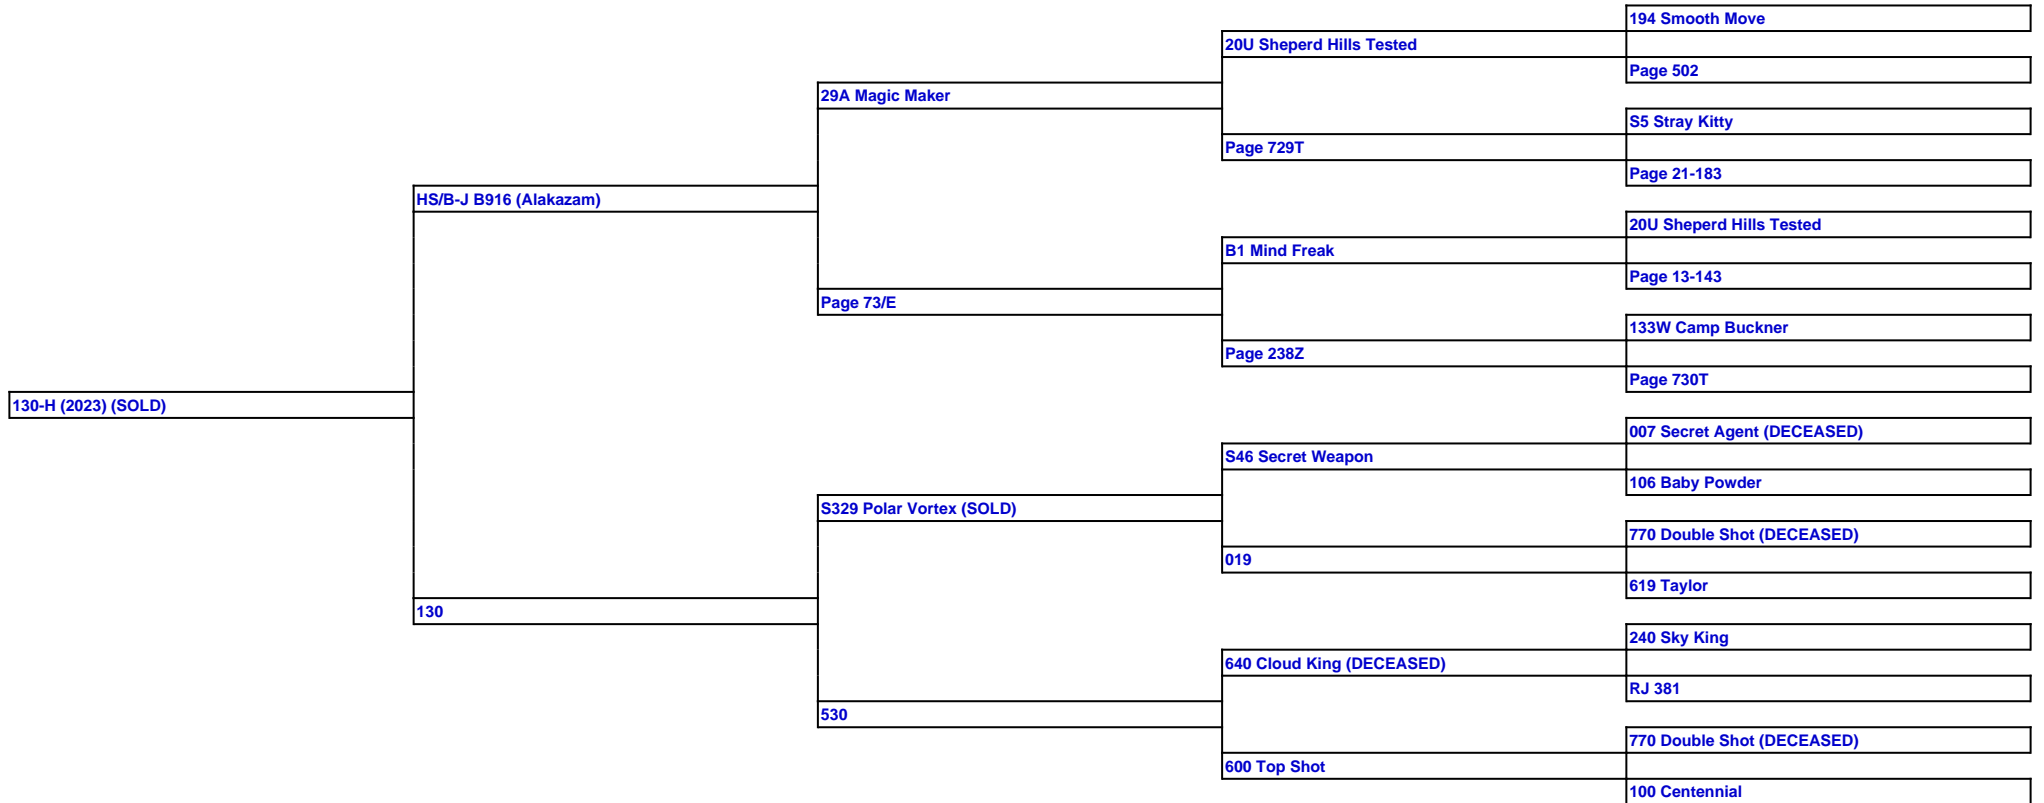 194 Smooth Move
20U Sheperd Hills Tested
Page 502
29A Magic Maker
S5 Stray Kitty
Page 729T
Page 21-183
HS/B-J B916 (Alakazam)
20U Sheperd Hills Tested
B1 Mind Freak
Page 13-143
Page 73/E
133W Camp Buckner
Page 238Z
Page 730T
130-H (2023) (SOLD)
007 Secret Agent (DECEASED)
S46 Secret Weapon
106 Baby Powder
S329 Polar Vortex (SOLD)
770 Double Shot (DECEASED)
019
619 Taylor
130
240 Sky King
640 Cloud King (DECEASED)
RJ 381
530
770 Double Shot (DECEASED)
600 Top Shot
100 Centennial